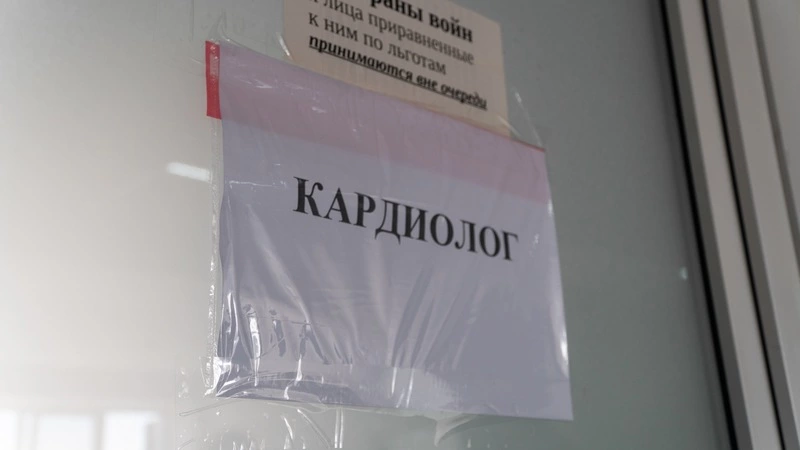 войн
лица приравненные
к ним по льготам
принимаются вне очереди
КАРДИОЛОГ